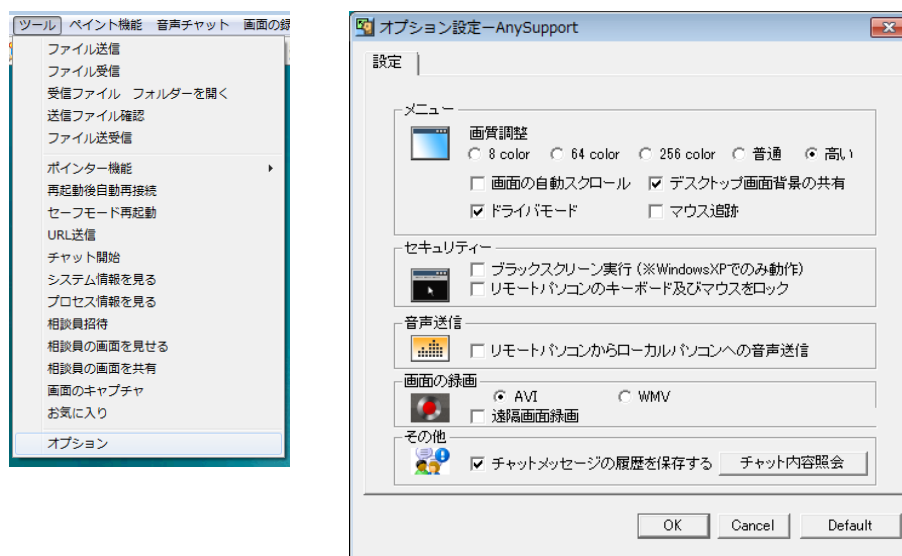 ツール ペイント機能 音声チャット 画面の録
ファイル送信
ファイル受信
受信ファイル フォルダーを開く
送信ファイル確認
ファイル送受信
ポインター機能
再起動後自動再接続
セーフモード再起動
URL送信
チャット開始
システム情報を見る
プロセス情報を見る
相談員招待
相談員の画面を見せる
相談員の画面を共有
画面のキャプチャ
お気に入り
オプション
オプション設定ーAnySupport
設定
メニュー
画質調整
8 color 64 color 256 color 普通 高い
画面の自動スクロール デスクトップ画面背景の共有
ドライバモード マウス追跡
セキュリティー
ブラックスクリーン実行 (※WindowsXPでのみ動作)
リモートパソコンのキーボード及びマウスをロック
音声送信
リモートパソコンからローカルパソコンへの音声送信
画面の録画
AVI WMV
遠隔画面録画
その他
チャットメッセージの履歴を保存する チャット内容照会
OK Cancel Default